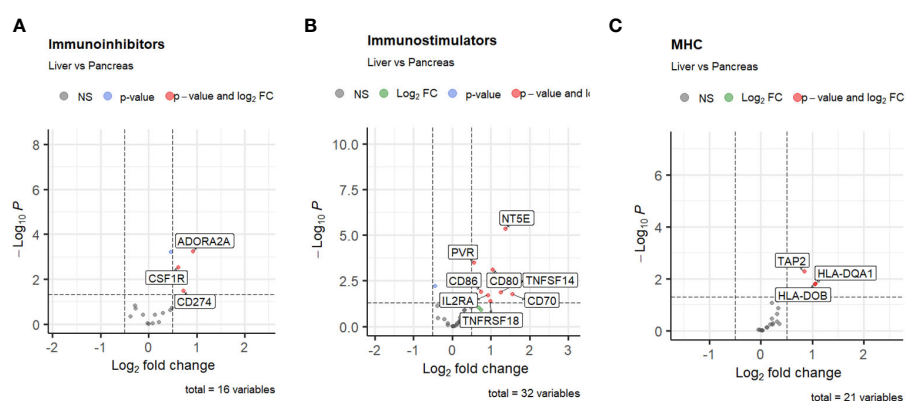 A
Immunoinhibitors
Liver vs Pancreas
NS p-value p – value and log2 FC
8
6
4
2
0
– Log10 P
ADORA2A
CSF1R
CD274
-2 -1 0 1 2
Log2 fold change
total = 16 variables
B
Immunostimulators
Liver vs Pancreas
NS Log2 FC p-value p – value and l
10.0
7.5
5.0
2.5
0.0
– Log10 P
NT5E
PVR
CD86 CD80 TNFSF14
IL2RA CD70
TNFRSF18
-2 -1 0 1 2 3
Log2 fold change
total = 32 variables
C
MHC
Liver vs Pancreas
NS Log2 FC p – value and log2 FC
6
4
2
0
– Log10 P
TAP2
HLA-DQA1
HLA-DOB
-1 0 1 2
Log2 fold change
total = 21 variables